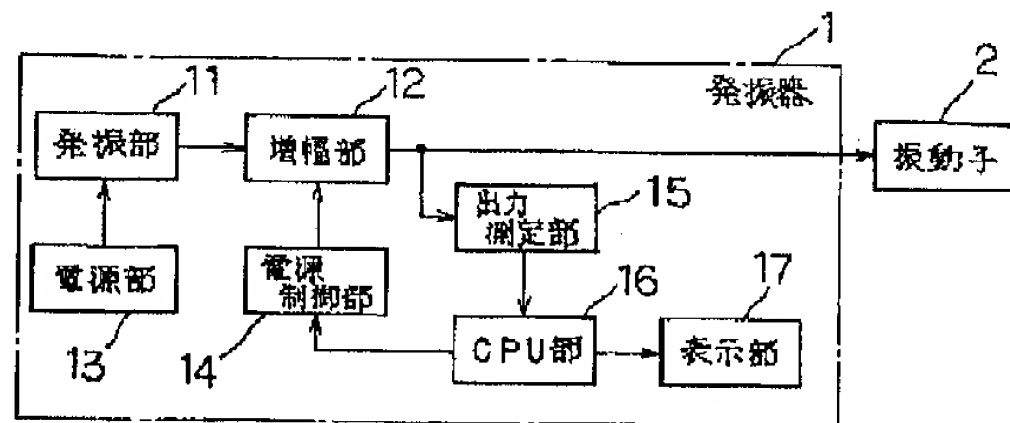 1
11
12
発振器
2
発振部
増幅部
振動子
出力
測定部
15
電源部
電源
制御部
16
17
13
14
CPU部
表示部